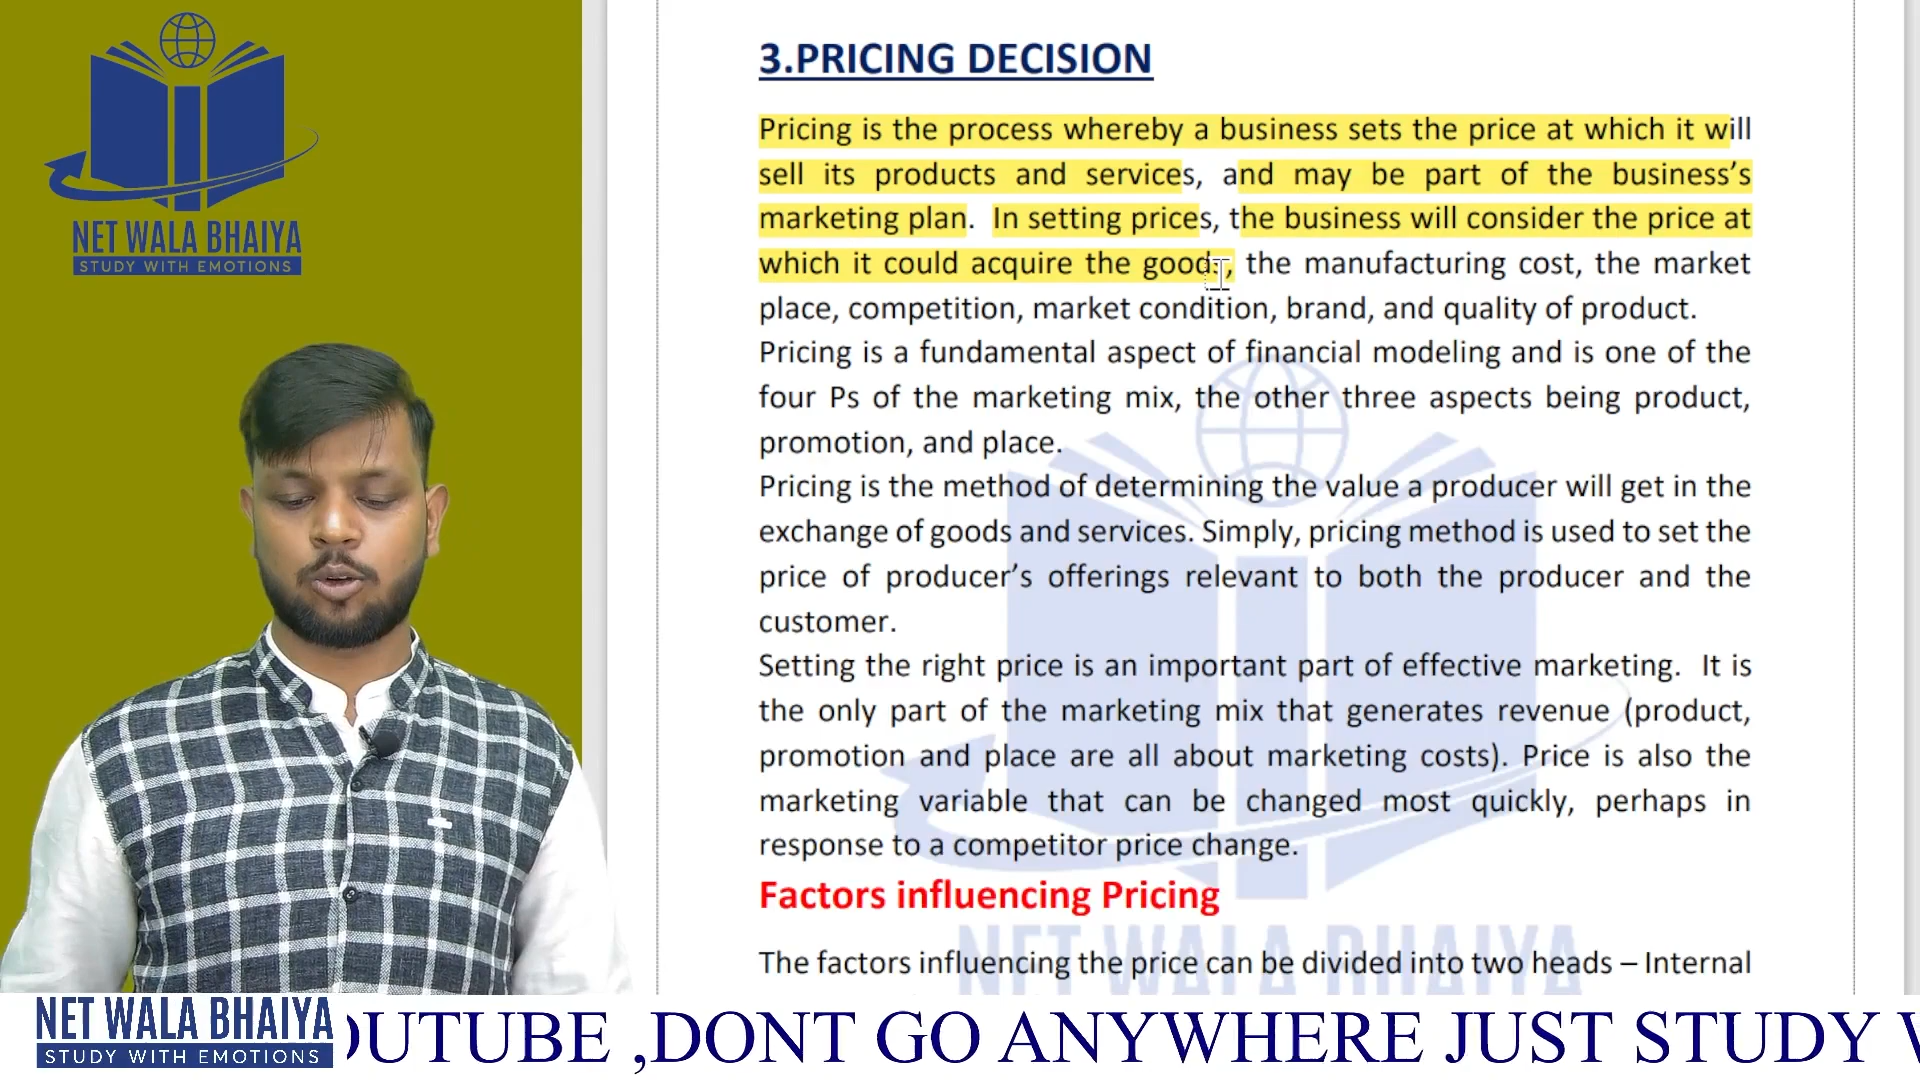 NET WALA BHAIYA
STUDY WITH EMOTIONS
3.PRICING DECISION
Pricing is the process whereby a business sets the price at which it will
sell its products and services, and may be part of the business’s
marketing plan. In setting prices, the business will consider the price at
which it could acquire the goods, the manufacturing cost, the market
place, competition, market condition, brand, and quality of product.
Pricing is a fundamental aspect of financial modeling and is one of the
four Ps of the marketing mix, the other three aspects being product,
promotion, and place.
Pricing is the method of determining the value a producer will get in the
exchange of goods and services. Simply, pricing method is used to set the
price of producer’s offerings relevant to both the producer and the
customer.
Setting the right price is an important part of effective marketing. It is
the only part of the marketing mix that generates revenue (product,
promotion and place are all about marketing costs). Price is also the
marketing variable that can be changed most quickly, perhaps in
response to a competitor price change.
Factors influencing Pricing
The factors influencing the price can be divided into two heads – Internal
NET WALA BHAIYA
NET WALA BHAIYA
STUDY WITH EMOTIONS
OUTUBE ,DONT GO ANYWHERE JUST STUDY